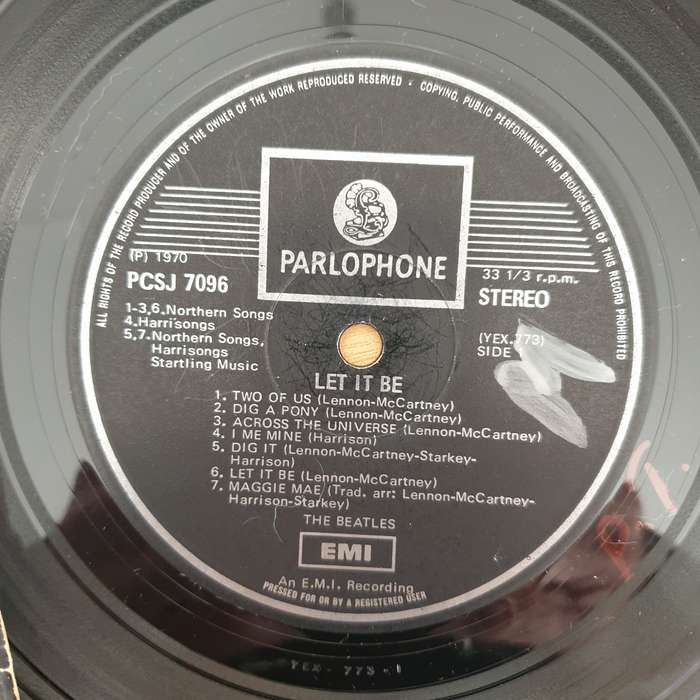 ALL RIGHTS OF THE RECORD PRODUCER AND OF THE OWNER OF THE WORK REPRODUCED RESERVED · COPYING, PUBLIC PERFORMANCE AND BROADCASTING OF THIS RECORD PROHIBITED
PARLOPHONE
(P) 1970
PCSJ 7096
33 1/3 r.p.m.
STEREO
1-3,6.Northern Songs
4.Harrisongs
5,7-Northern Songs,
Harrisongs
Startling Music
(YEX.773)
SIDE
LET IT BE
1. TWO OF US (Lennon-McCartney)
2. DIG A PONY (Lennon-McCartney)
3. ACROSS THE UNIVERSE (Lennon-McCartney)
4. I ME MINE (Harrison)
5. DIG IT (Lennon-McCartney-Starkey-
Harrison)
6. LET IT BE (Lennon-McCartney)
7. MAGGIE MAE (Trad. arr: Lennon-McCartney-
Harrison-Starkey)
THE BEATLES
EMI
An E.M.I. Recording
PRESSED FOR OR BY A REGISTERED USER
YEX- 773 -1